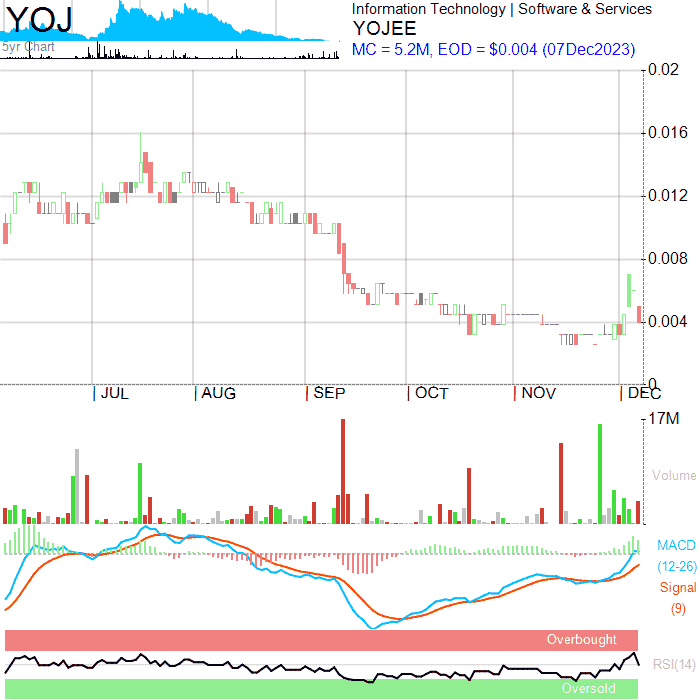 YOJ
5yr Chart
Information Technology | Software & Services
YOJEE
MC = 5.2M, EOD = $0.004 (07Dec2023)
0.02
0.016
0.012
0.008
0.004
0
JUL AUG SEP OCT NOV DEC
17M
Volume
MACD
(12-26)
Signal
(9)
Overbought
RSI(14)
Oversold